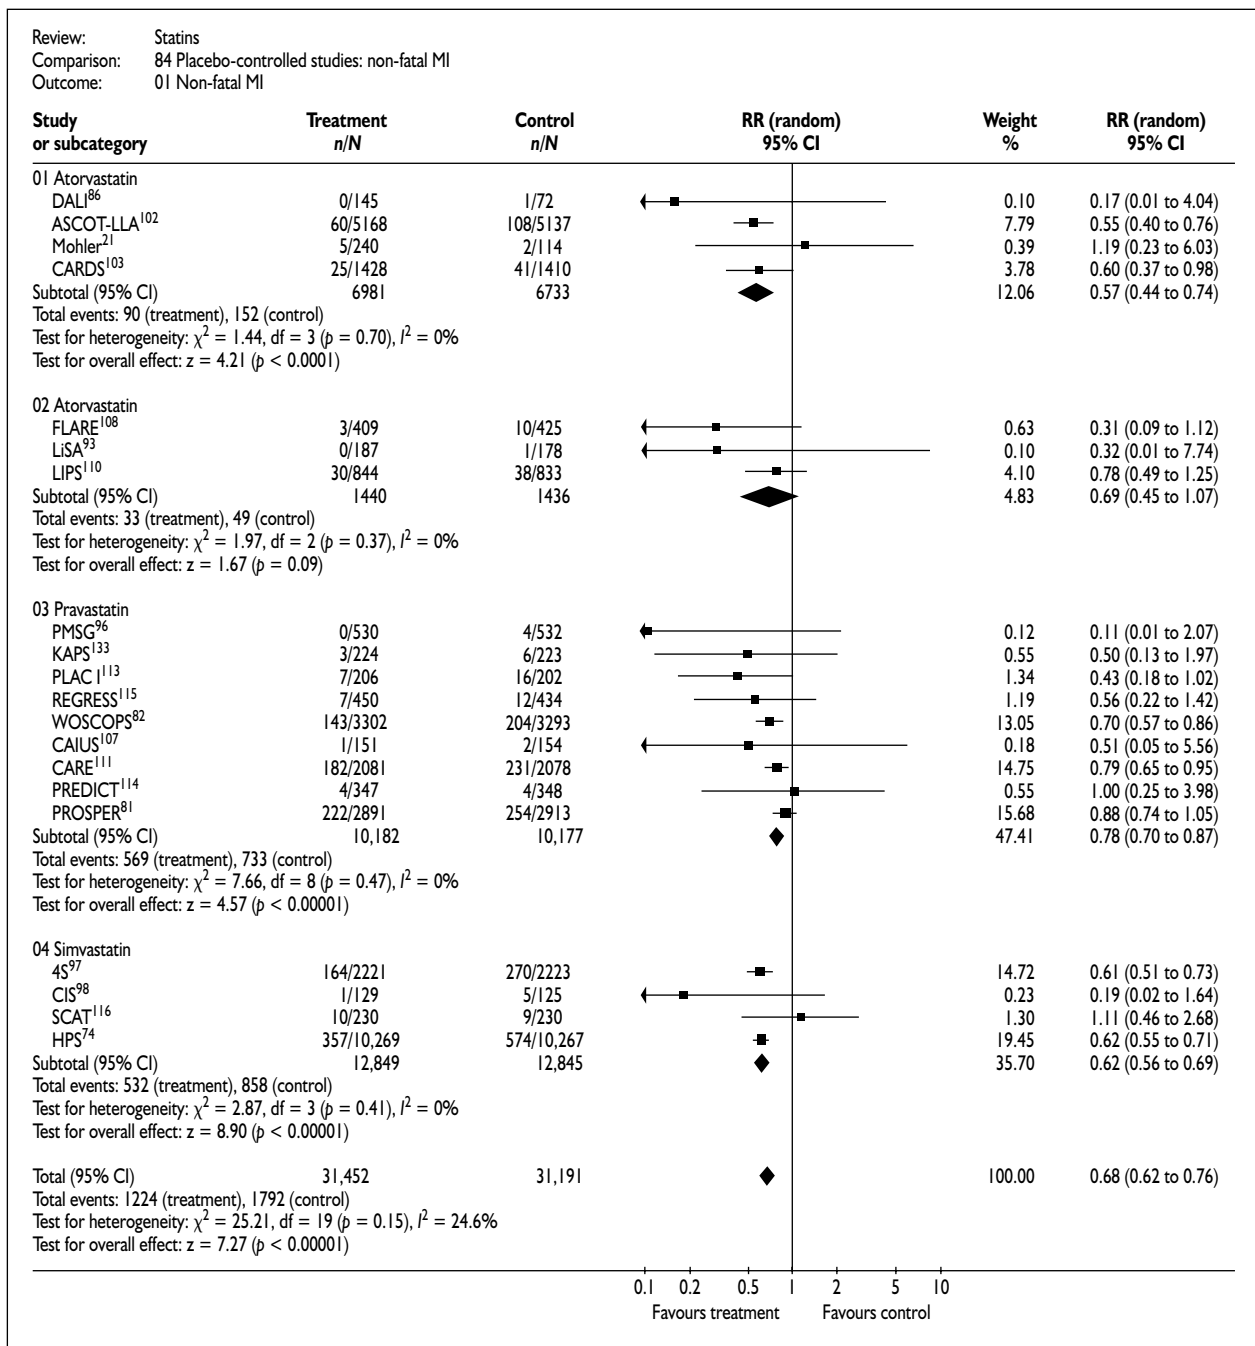 Review: Statins
Comparison: 84 Placebo-controlled studies: non-fatal MI
Outcome: 01 Non-fatal MI
Study Treatment Control RR (random) Weight RR (random)
or subcategory n/N n/N 95% CI % 95% CI
01 Atorvastatin
DALI86 0/145 1/72 0.10 0.17 (0.01 to 4.04)
ASCOT-LLA102 60/5168 108/5137 7.79 0.55 (0.40 to 0.76)
Mohler21 5/240 2/114 0.39 1.19 (0.23 to 6.03)
CARDS103 25/1428 41/1410 3.78 0.60 (0.37 to 0.98)
Subtotal (95% CI) 6981 6733 12.06 0.57 (0.44 to 0.74)
Total events: 90 (treatment), 152 (control)
Test for heterogeneity: χ2 = 1.44, df = 3 (p = 0.70), I2 = 0%
Test for overall effect: z = 4.21 (p < 0.0001)
02 Atorvastatin
FLARE108 3/409 10/425 0.63 0.31 (0.09 to 1.12)
LiSA93 0/187 1/178 0.10 0.32 (0.01 to 7.74)
LIPS110 30/844 38/833 4.10 0.78 (0.49 to 1.25)
Subtotal (95% CI) 1440 1436 4.83 0.69 (0.45 to 1.07)
Total events: 33 (treatment), 49 (control)
Test for heterogeneity: χ2 = 1.97, df = 2 (p = 0.37), I2 = 0%
Test for overall effect: z = 1.67 (p = 0.09)
03 Pravastatin
PMSG96 0/530 4/532 0.12 0.11 (0.01 to 2.07)
KAPS133 3/224 6/223 0.55 0.50 (0.13 to 1.97)
PLAC I113 7/206 16/202 1.34 0.43 (0.18 to 1.02)
REGRESS115 7/450 12/434 1.19 0.56 (0.22 to 1.42)
WOSCOPS82 143/3302 204/3293 13.05 0.70 (0.57 to 0.86)
CAIUS107 1/151 2/154 0.18 0.51 (0.05 to 5.56)
CARE111 182/2081 231/2078 14.75 0.79 (0.65 to 0.95)
PREDICT114 4/347 4/348 0.55 1.00 (0.25 to 3.98)
PROSPER81 222/2891 254/2913 15.68 0.88 (0.74 to 1.05)
Subtotal (95% CI) 10,182 10,177 47.41 0.78 (0.70 to 0.87)
Total events: 569 (treatment), 733 (control)
Test for heterogeneity: χ2 = 7.66, df = 8 (p = 0.47), I2 = 0%
Test for overall effect: z = 4.57 (p < 0.00001)
04 Simvastatin
4S97 164/2221 270/2223 14.72 0.61 (0.51 to 0.73)
CIS98 1/129 5/125 0.23 0.19 (0.02 to 1.64)
SCAT116 10/230 9/230 1.30 1.11 (0.46 to 2.68)
HPS74 357/10,269 574/10,267 19.45 0.62 (0.55 to 0.71)
Subtotal (95% CI) 12,849 12,845 35.70 0.62 (0.56 to 0.69)
Total events: 532 (treatment), 858 (control)
Test for heterogeneity: χ2 = 2.87, df = 3 (p = 0.41), I2 = 0%
Test for overall effect: z = 8.90 (p < 0.00001)
Total (95% CI) 31,452 31,191 100.00 0.68 (0.62 to 0.76)
Total events: 1224 (treatment), 1792 (control)
Test for heterogeneity: χ2 = 25.21, df = 19 (p = 0.15), I2 = 24.6%
Test for overall effect: z = 7.27 (p < 0.00001)
0.1 0.2 0.5 1 2 5 10
Favours treatment Favours control